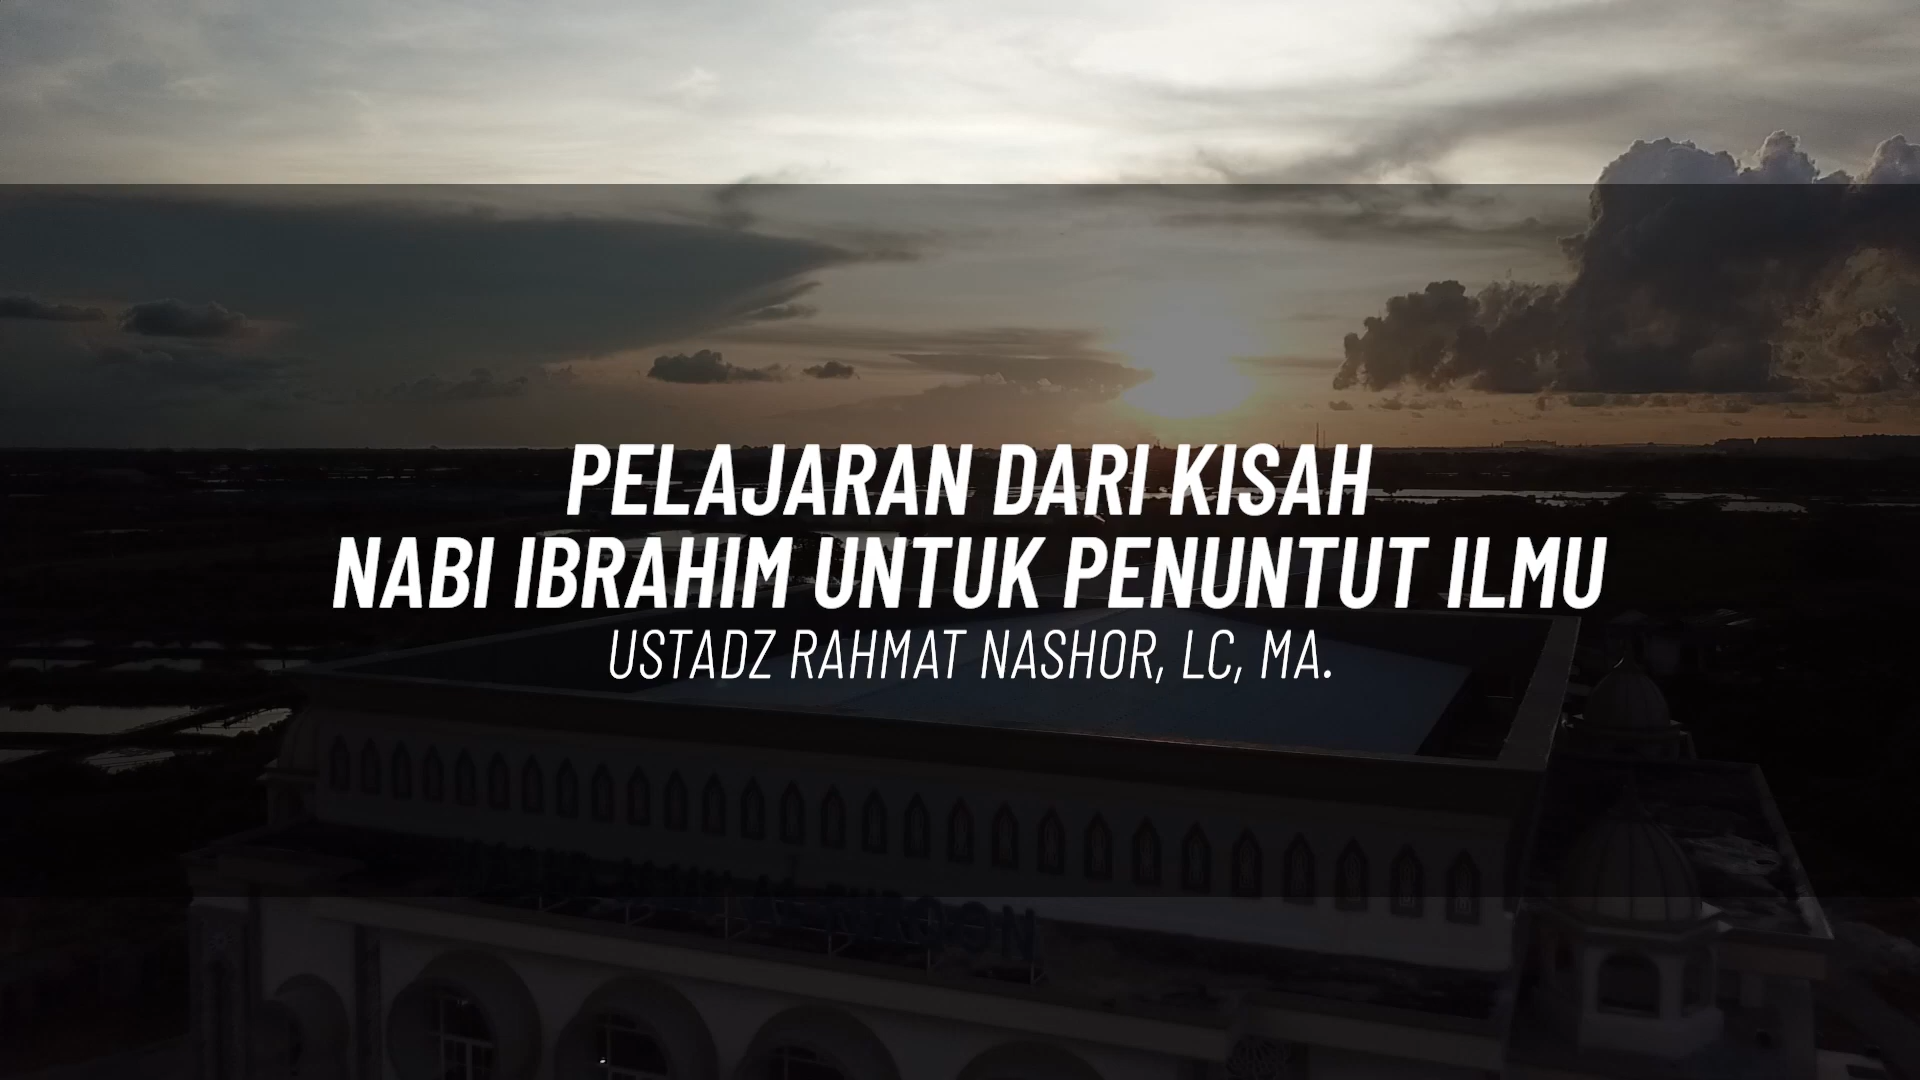 PELAJARAN DARI KISAH
NABI IBRAHIM UNTUK PENUNTUT ILMU
USTADZ RAHMAT NASHOR, LC, MA.